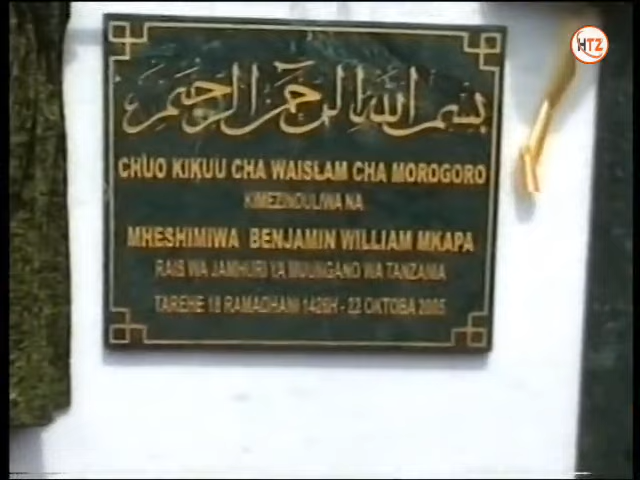 HTZ
بسم الله الرحمن الرحيم
CHUO KIKUU CHA WAISLAM CHA MOROGORO
KIMEZINDULIWA NA
MHESHIMIWA BENJAMIN WILLIAM MKAPA
RAIS WA JAMHURI YA MUUNGANO WA TANZANIA
TAREHE 18 RAMADHANI 1426H - 22 OKTOBA 2005